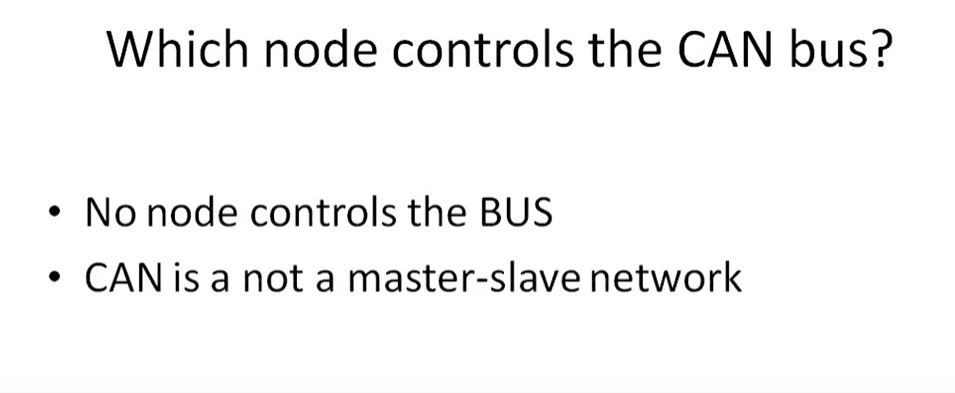 Which node controls the CAN bus?
• No node controls the BUS
• CAN is a not a master-slave network